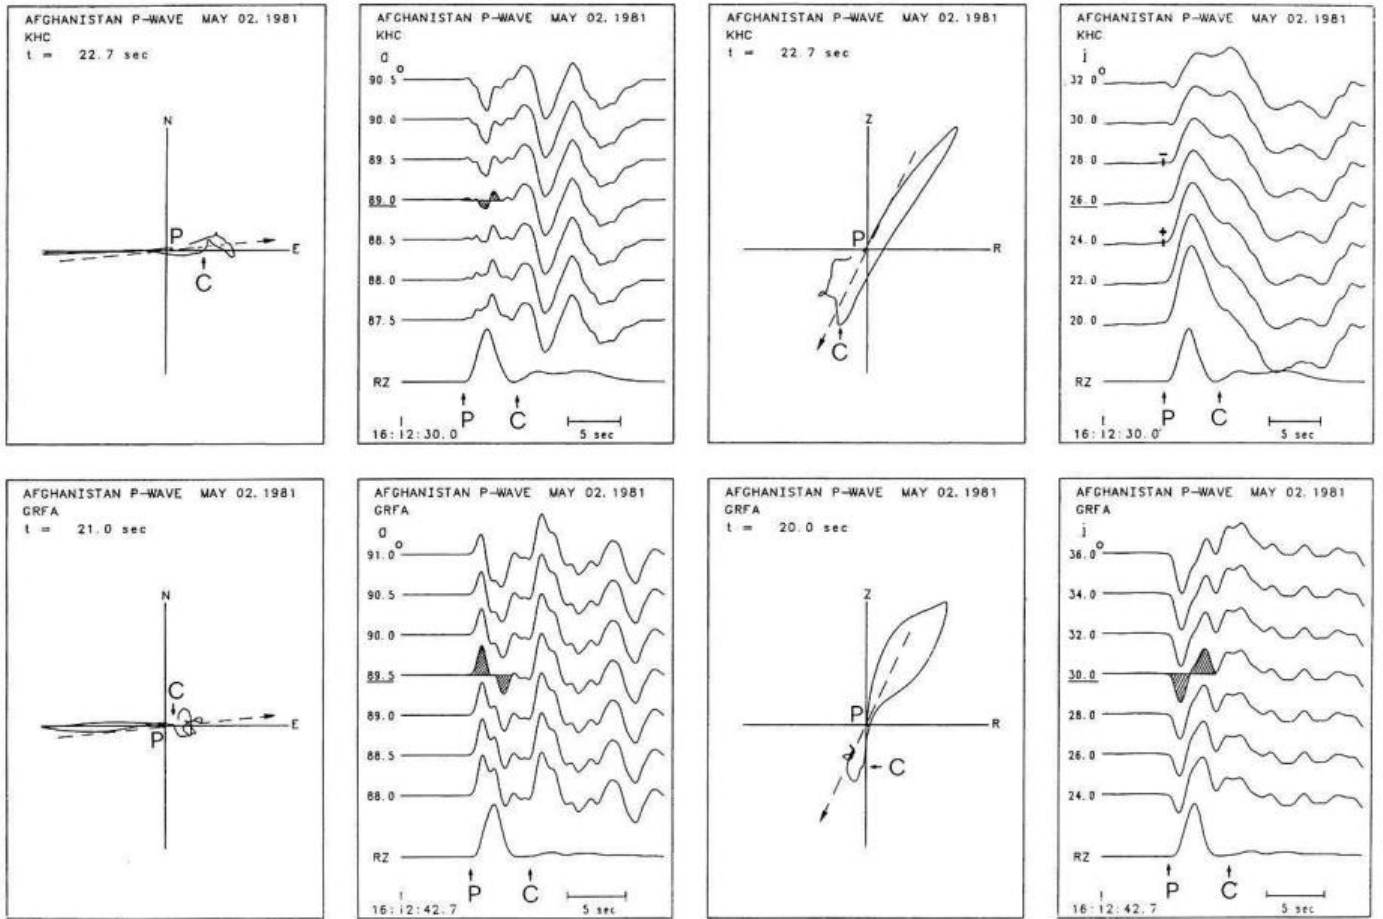 AFGHANISTAN P-WAVE MAY 02. 1981
KHC
t = 22.7 sec
N
P
E
C
AFGHANISTAN P-WAVE MAY 02. 1981
KHC
a
90.5 °
90.0
89.5
89.0
88.5
88.0
87.5
RZ
P
C
16:12:30.0
5 sec
AFGHANISTAN P-WAVE MAY 02. 1981
KHC
t = 22.7 sec
Z
P
R
C
AFGHANISTAN P-WAVE MAY 02. 1981
KHC
i
32.0 °
30.0
28.0 -
26.0
24.0 +
22.0
20.0
RZ
P
C
16:12:30.0
5 sec
AFGHANISTAN P-WAVE MAY 02. 1981
GRFA
t = 21.0 sec
N
C
E
P
AFGHANISTAN P-WAVE MAY 02. 1981
GRFA
a
91.0 °
90.5
90.0
89.5
89.0
88.5
88.0
RZ
P
C
16:12:42.7
5 sec
AFGHANISTAN P-WAVE MAY 02. 1981
GRFA
t = 20.0 sec
Z
P
R
C
AFGHANISTAN P-WAVE MAY 02. 1981
GRFA
i
36.0 °
34.0
32.0
30.0
28.0
26.0
24.0
RZ
P
C
16:12:42.7
5 sec